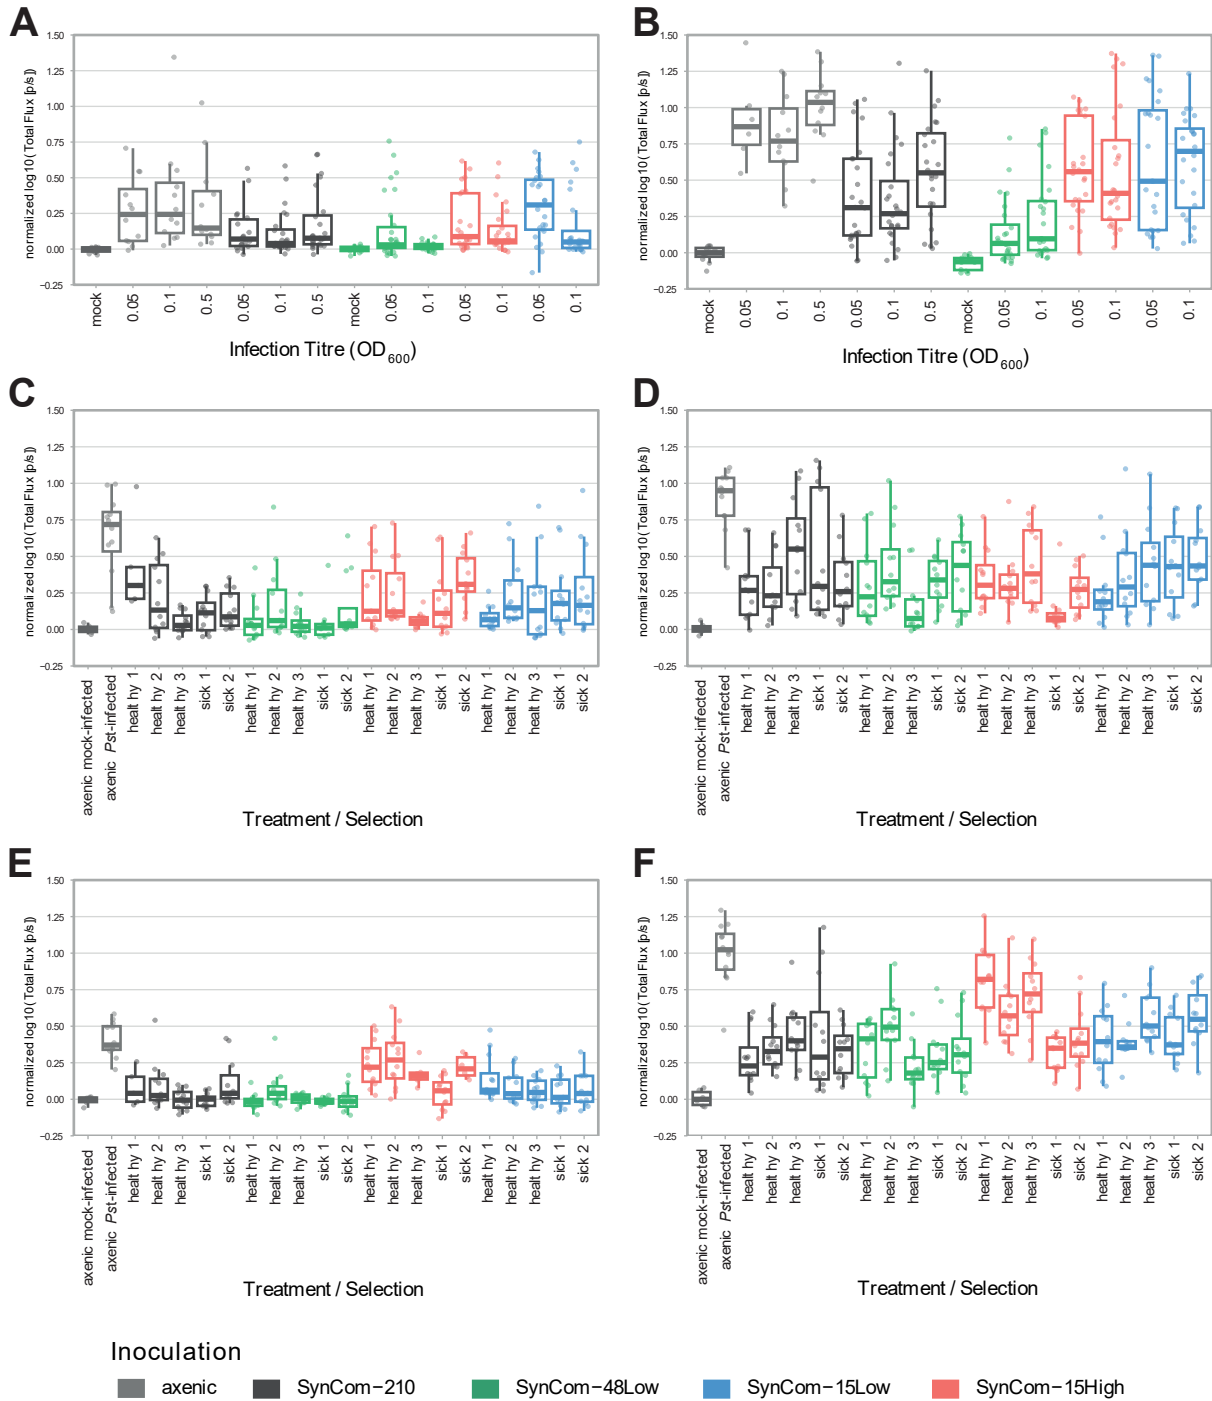 A
normalized log10( Total Flux [p/s])
1.50
1.25
1.00
0.75
0.50
0.25
0.00
−0.25
mock 0.05 0.1 0.5 0.05 0.1 0.5 mock 0.05 0.1 0.05 0.1 0.05 0.1
Infection Titre (OD600)
B
normalized log10( Total Flux [p/s])
1.50
1.25
1.00
0.75
0.50
0.25
0.00
−0.25
mock 0.05 0.1 0.5 0.05 0.1 0.5 mock 0.05 0.1 0.05 0.1 0.05 0.1
Infection Titre (OD600)
C
normalized log10( Total Flux [p/s])
1.50
1.25
1.00
0.75
0.50
0.25
0.00
−0.25
axenic mock-infected
axenic Pst-infected
healt hy 1
healt hy 2
healt hy 3
sick 1
sick 2
healt hy 1
healt hy 2
healt hy 3
sick 1
sick 2
healt hy 1
healt hy 2
healt hy 3
sick 1
sick 2
healt hy 1
healt hy 2
healt hy 3
sick 1
sick 2
Treatment / Selection
D
normalized log10( Total Flux [p/s])
1.50
1.25
1.00
0.75
0.50
0.25
0.00
−0.25
axenic mock-infected
axenic Pst-infected
healt hy 1
healt hy 2
healt hy 3
sick 1
sick 2
healt hy 1
healt hy 2
healt hy 3
sick 1
sick 2
healt hy 1
healt hy 2
healt hy 3
sick 1
sick 2
healt hy 1
healt hy 2
healt hy 3
sick 1
sick 2
Treatment / Selection
E
normalized log10( Total Flux [p/s])
1.50
1.25
1.00
0.75
0.50
0.25
0.00
−0.25
axenic mock-infected
axenic Pst-infected
healt hy 1
healt hy 2
healt hy 3
sick 1
sick 2
healt hy 1
healt hy 2
healt hy 3
sick 1
sick 2
healt hy 1
healt hy 2
healt hy 3
sick 1
sick 2
healt hy 1
healt hy 2
healt hy 3
sick 1
sick 2
Treatment / Selection
F
normalized log10( Total Flux [p/s])
1.50
1.25
1.00
0.75
0.50
0.25
0.00
−0.25
axenic mock-infected
axenic Pst-infected
healt hy 1
healt hy 2
healt hy 3
sick 1
sick 2
healt hy 1
healt hy 2
healt hy 3
sick 1
sick 2
healt hy 1
healt hy 2
healt hy 3
sick 1
sick 2
healt hy 1
healt hy 2
healt hy 3
sick 1
sick 2
Treatment / Selection
Inoculation
axenic SynCom−210 SynCom−48Low SynCom−15Low SynCom−15High